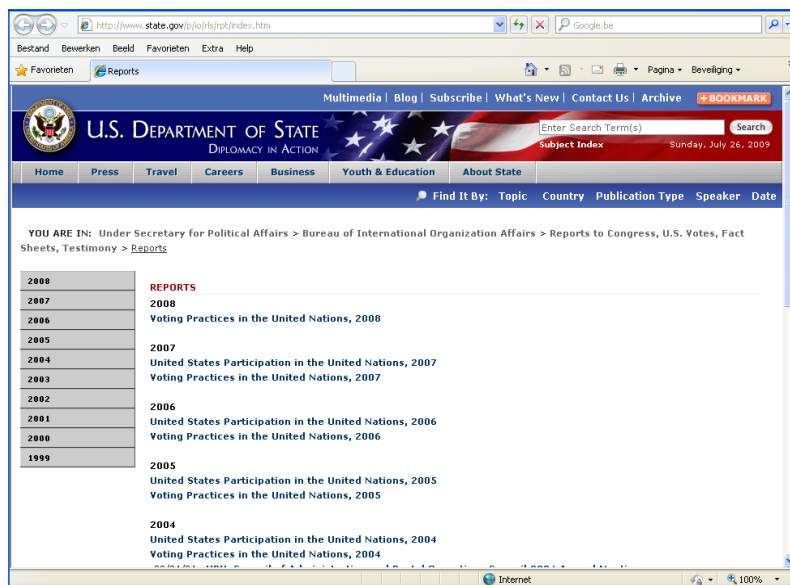 http://www.state.gov/p/io/rls/rpt/index.htm
Google.be
Bestand Bewerken Beeld Favorieten Extra Help
Favorieten Reports Pagina Beveiliging
Multimedia | Blog | Subscribe | What's New | Contact Us | Archive +BOOKMARK
U.S. DEPARTMENT OF STATE
DIPLOMACY IN ACTION
Enter Search Term(s) Search
Subject Index Sunday, July 26, 2009
Home Press Travel Careers Business Youth & Education About State
Find It By: Topic Country Publication Type Speaker Date
YOU ARE IN: Under Secretary for Political Affairs > Bureau of International Organization Affairs > Reports to Congress, U.S. Votes, Fact
Sheets, Testimony > Reports
2008
2007
2006
2005
2004
2003
2002
2001
2000
1999
REPORTS
2008
Voting Practices in the United Nations, 2008
2007
United States Participation in the United Nations, 2007
Voting Practices in the United Nations, 2007
2006
United States Participation in the United Nations, 2006
Voting Practices in the United Nations, 2006
2005
United States Participation in the United Nations, 2005
Voting Practices in the United Nations, 2005
2004
United States Participation in the United Nations, 2004
Voting Practices in the United Nations, 2004
Internet 100%